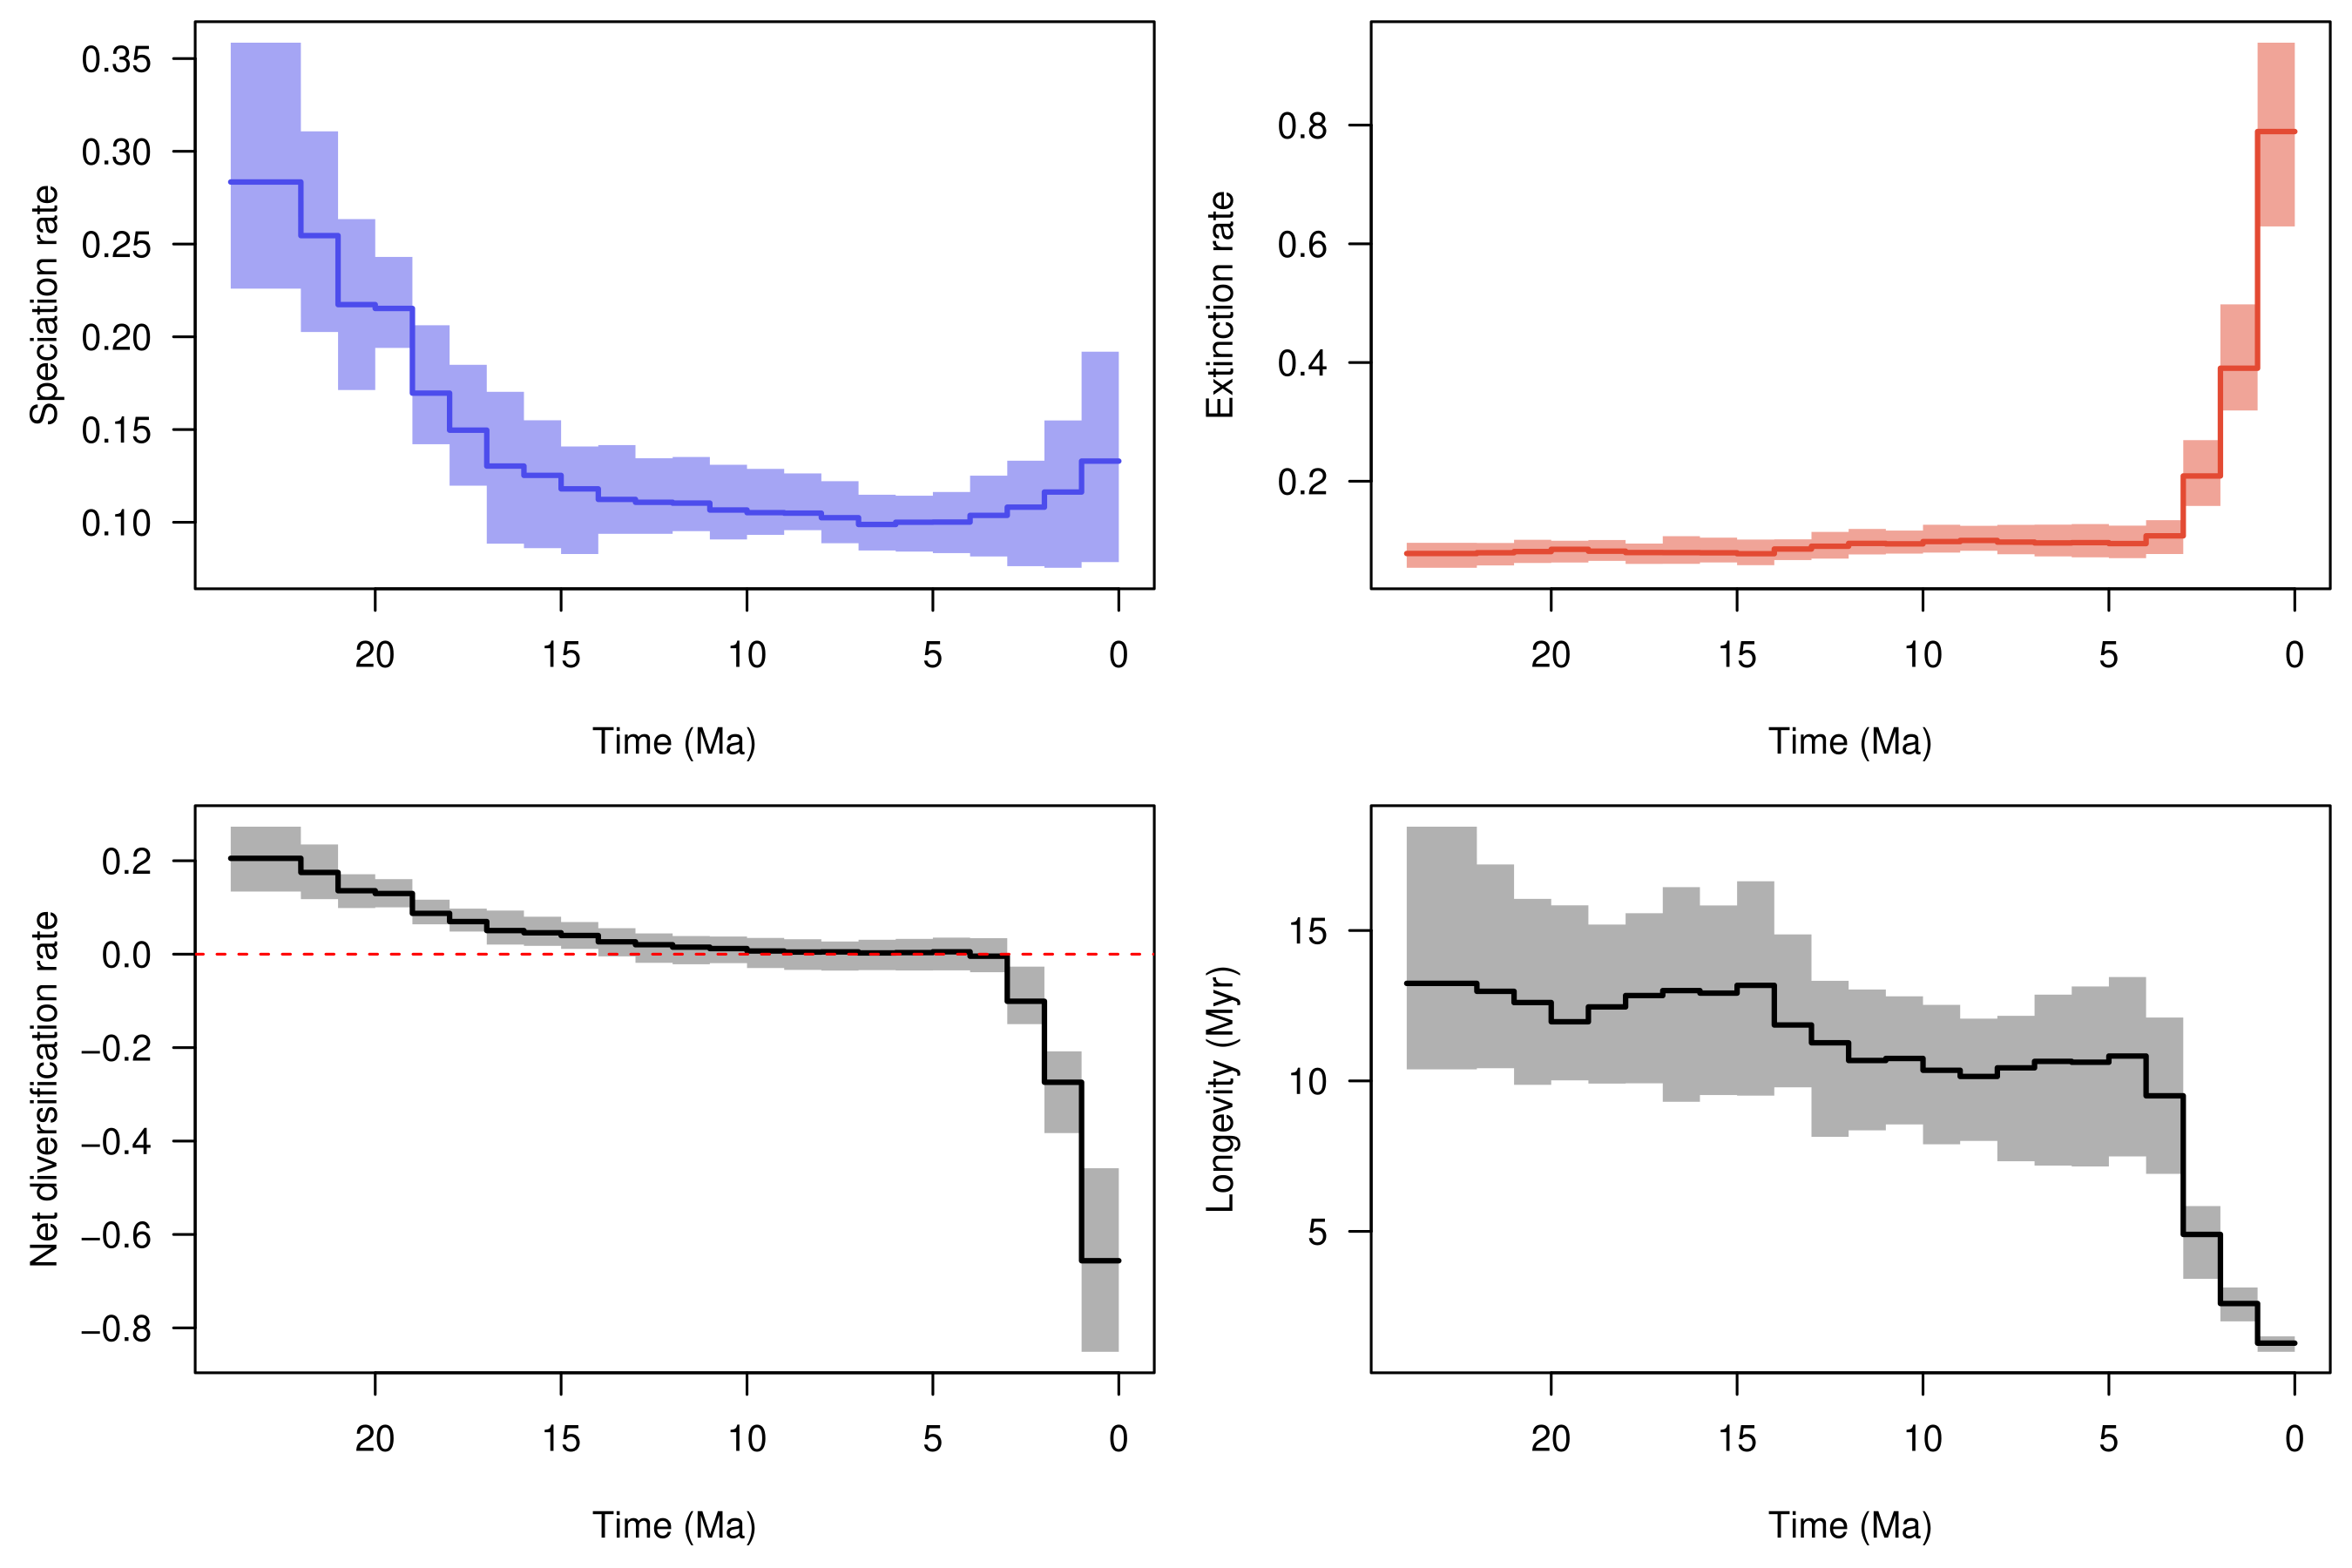 Speciation rate
0.35
0.30
0.25
0.20
0.15
0.10
20 15 10 5 0
Time (Ma)
Extinction rate
0.8
0.6
0.4
0.2
20 15 10 5 0
Time (Ma)
Net diversification rate
0.2
0.0
−0.2
−0.4
−0.6
−0.8
20 15 10 5 0
Time (Ma)
Longevity (Myr)
15
10
5
20 15 10 5 0
Time (Ma)